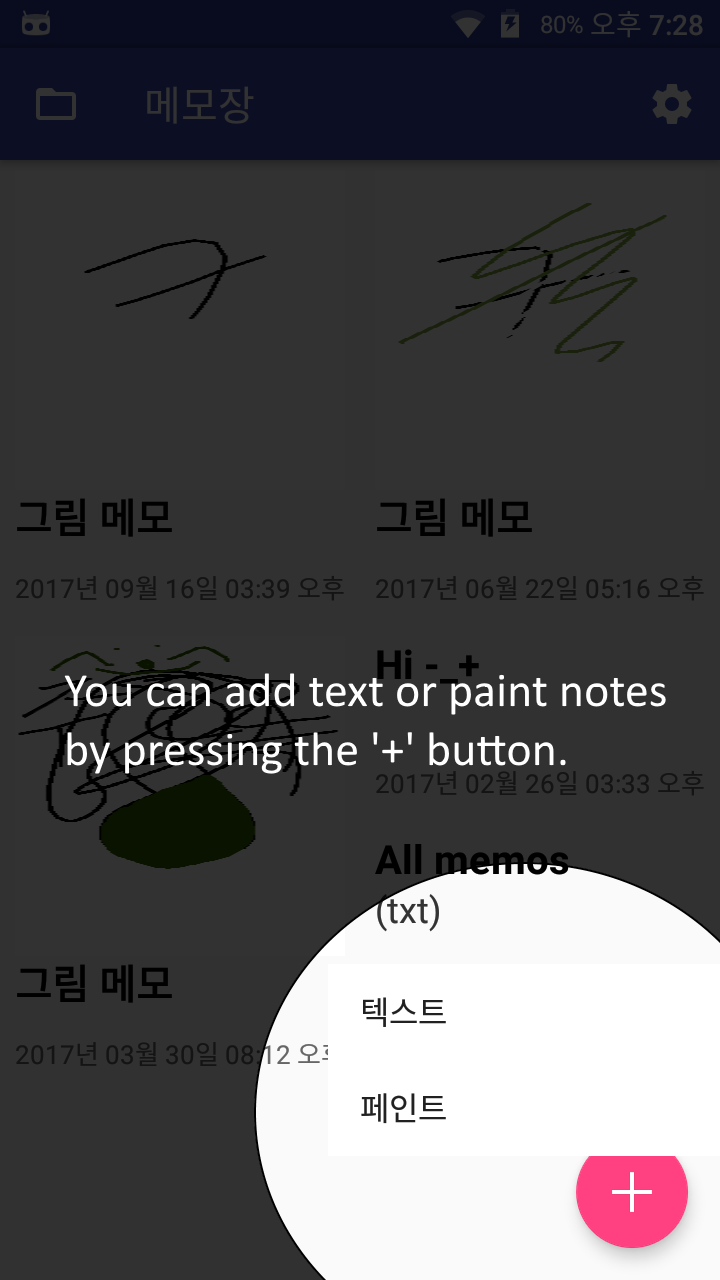 80% 오후 7:28
메모장
그림 메모
2017년 09월 16일 03:39 오후
그림 메모
2017년 06월 22일 05:16 오후
Hi -_+
You can add text or paint notes
by pressing the '+' button.
2017년 02월 26일 03:33 오후
All memos
(txt)
그림 메모
2017년 03월 30일 08:12 오
텍스트
페인트